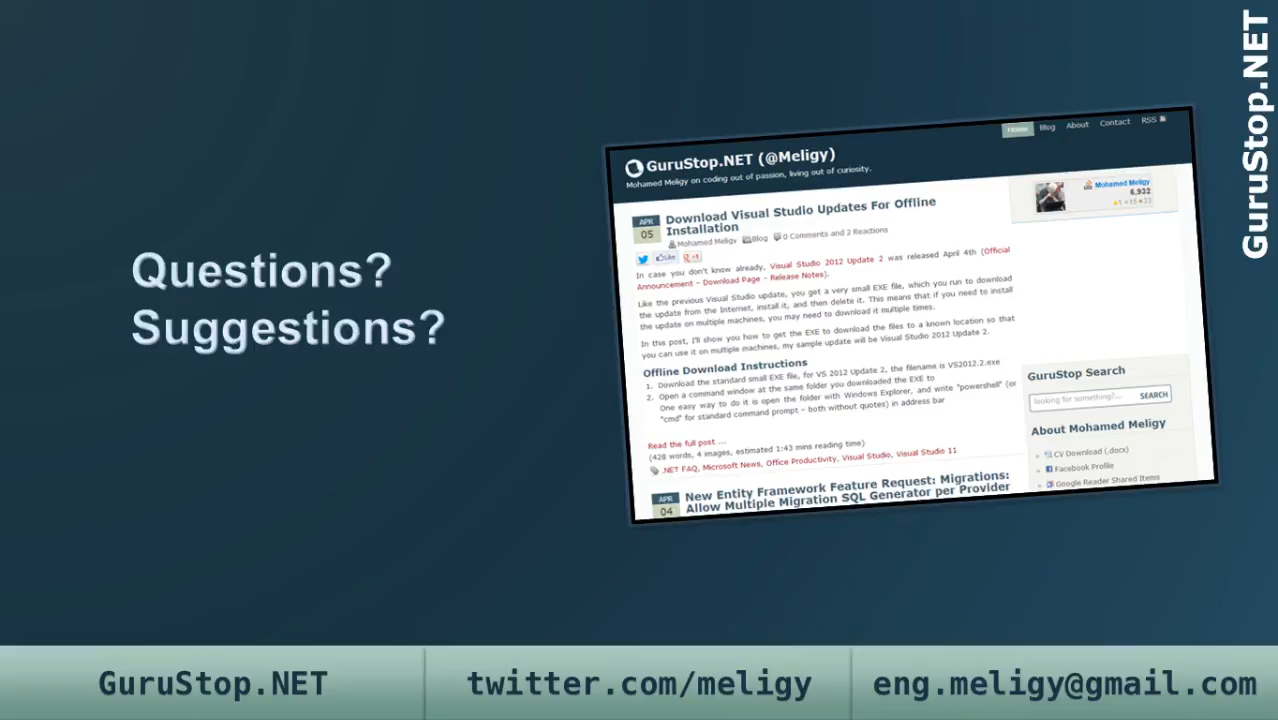 GuruStop.NET
Questions?
Suggestions?
Home Blog About Contact RSS
GuruStop.NET (@Meligy)
Mohamed Meligy on coding out of passion, living out of curiosity.
APR
05
Download Visual Studio Updates For Offline
Installation
Mohamed Meligy Blog 0 Comments and 2 Reactions
Like +1
In case you don't know already, Visual Studio 2012 Update 2 was released April 4th (Official
Announcement – Download Page – Release Notes).
Like the previous Visual Studio update, you get a very small EXE file, which you run to download
the update from the Internet, install it, and then delete it. This means that if you need to install
the update on multiple machines, you may need to download it multiple times.
In this post, I'll show you how to get the EXE to download the files to a known location so that
you can use it on multiple machines, my sample update will be Visual Studio 2012 Update 2.
Offline Download Instructions
1. Download the standard small EXE file, for VS 2012 Update 2, the filename is VS2012.2.exe
2. Open a command window at the same folder you downloaded the EXE to
One easy way to do it is open the folder with Windows Explorer, and write "powershell" (or
"cmd" for standard command prompt – both without quotes) in address bar
Read the full post ...
(428 words, 4 images, estimated 1:43 mins reading time)
.NET FAQ, Microsoft News, Office Productivity, Visual Studio, Visual Studio 11
APR
04
New Entity Framework Feature Request: Migrations:
Allow Multiple Migration SQL Generator per Provider
Mohamed Meligy
6,932
1 15 33
GuruStop Search
looking for something?... SEARCH
About Mohamed Meligy
CV Download (.docx)
Facebook Profile
Google Reader Shared Items
GuruStop.NET
twitter.com/meligy
eng.meligy@gmail.com